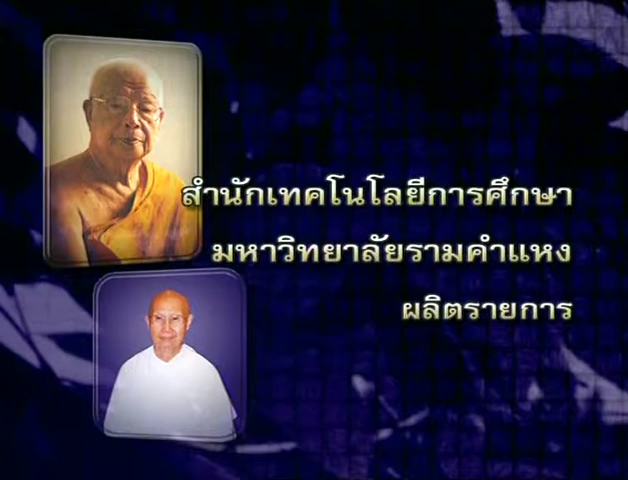 สำนักเทคโนโลยีการศึกษา
มหาวิทยาลัยรามคำแหง
ผลิตรายการ